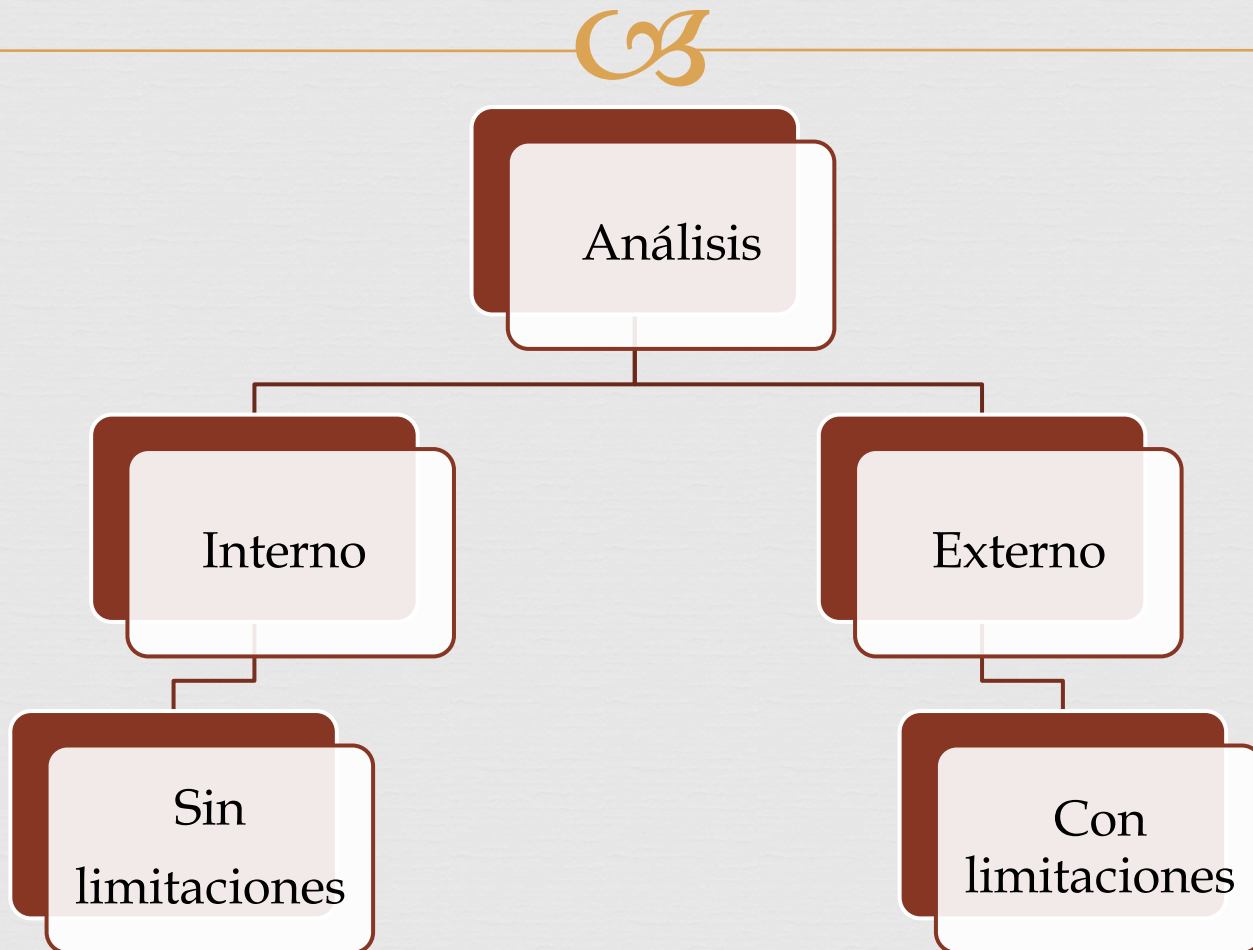 Análisis
Interno
Externo
Sin
limitaciones
Con
limitaciones